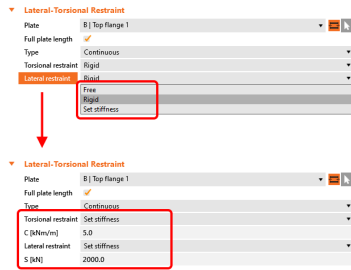 Lateral-Torsional Restraint
Plate B | Top flange 1
Full plate length
Type Continuous
Torsional restraint Rigid
Lateral restraint Rigid
Free
Rigid
Set stiffness
Lateral-Torsional Restraint
Plate B | Top flange 1
Full plate length
Type Continuous
Torsional restraint Set stiffness
C [kNm/m] 5.0
Lateral restraint Set stiffness
S [kN] 2000.0